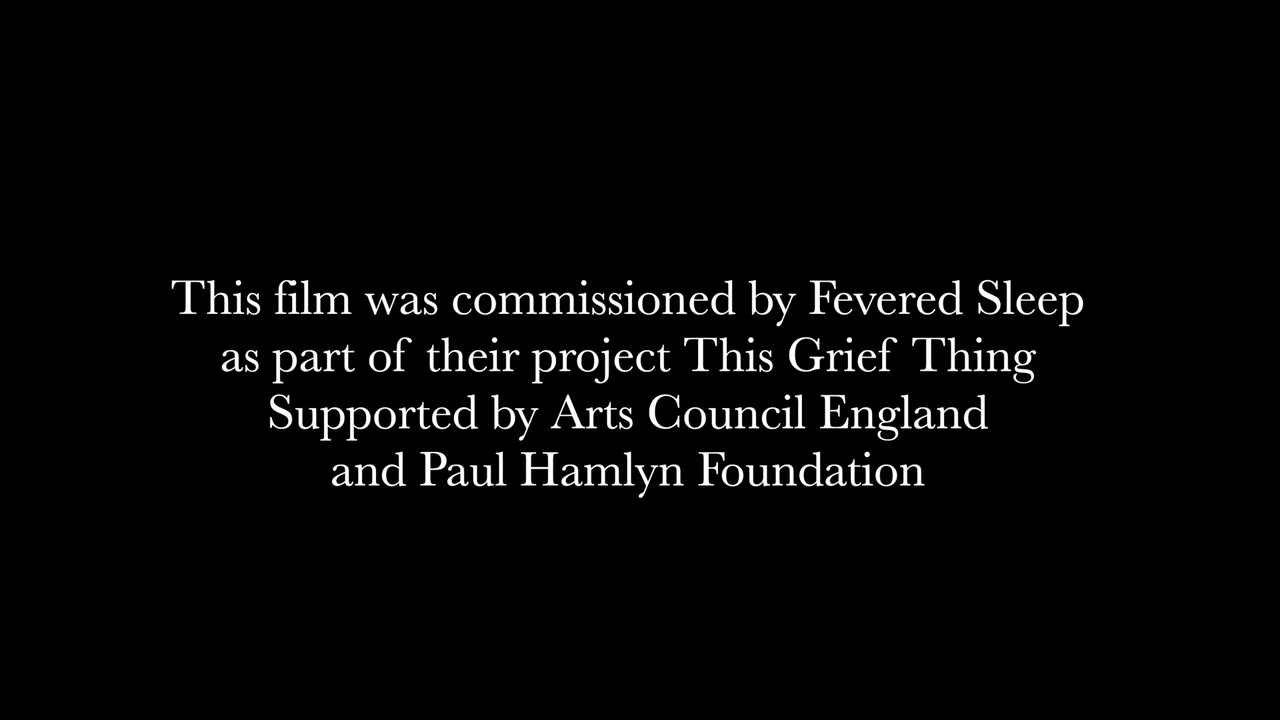 This film was commissioned by Fevered Sleep
as part of their project This Grief Thing
Supported by Arts Council England
and Paul Hamlyn Foundation